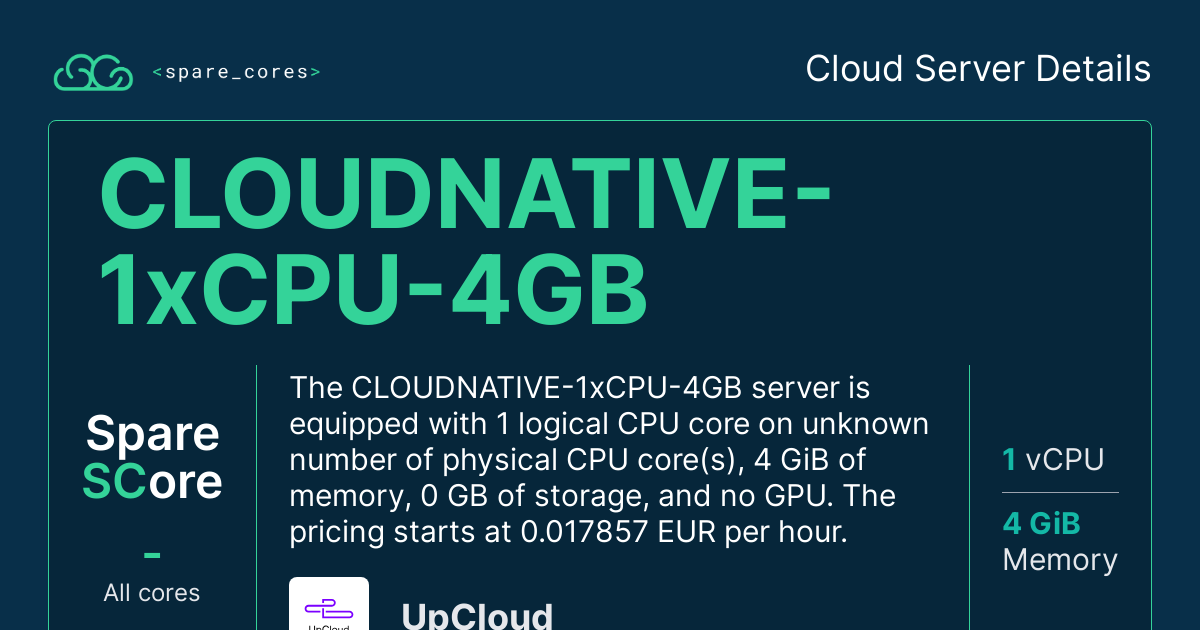 <spare_cores>
Cloud Server Details
CLOUDNATIVE-
1xCPU-4GB
Spare
SCore
-
All cores
The CLOUDNATIVE-1xCPU-4GB server is
equipped with 1 logical CPU core on unknown
number of physical CPU core(s), 4 GiB of
memory, 0 GB of storage, and no GPU. The
pricing starts at 0.017857 EUR per hour.
UpCloud
UpCloud
1 vCPU
4 GiB
Memory